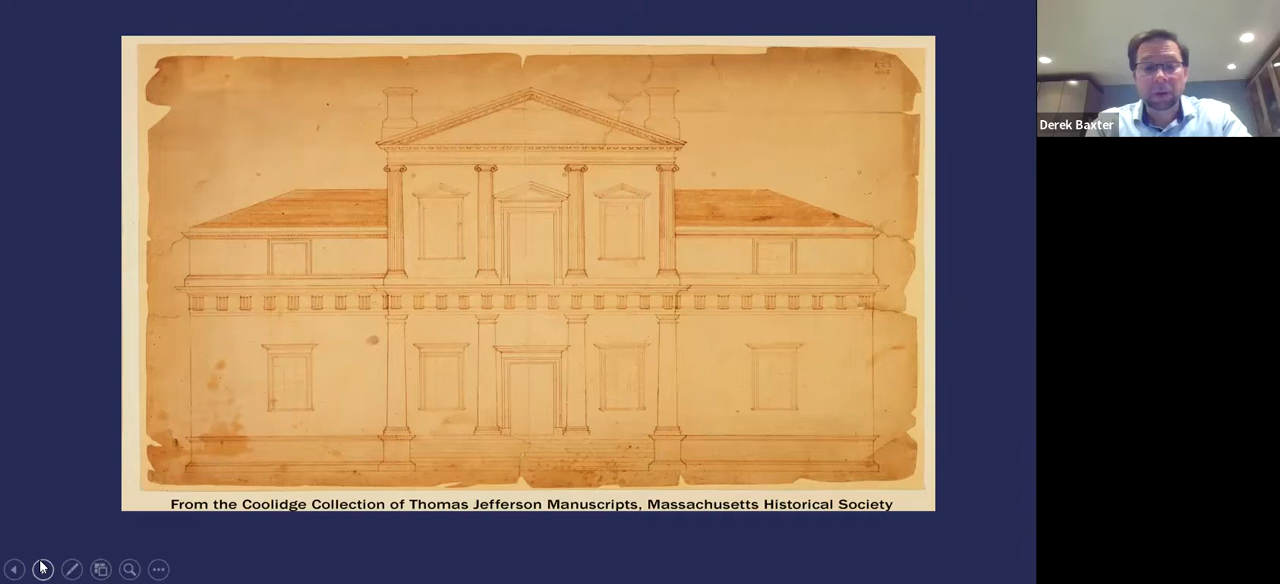 From the Coolidge Collection of Thomas Jefferson Manuscripts, Massachusetts Historical Society
Derek Baxter